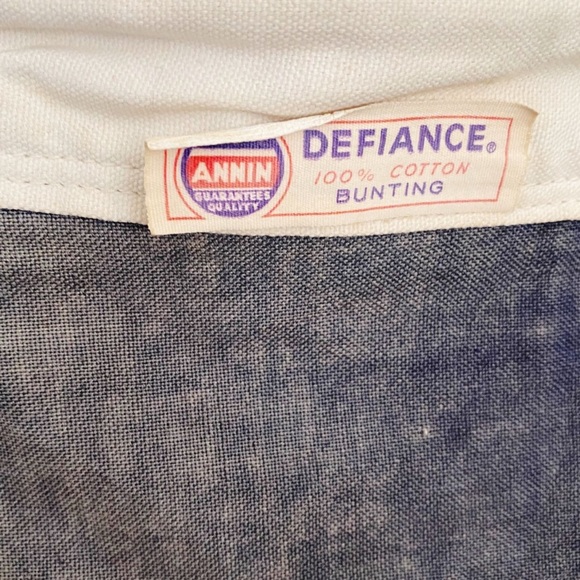 ANNIN
GUARANTEES
QUALITY
DEFIANCE®
100% COTTON
BUNTING